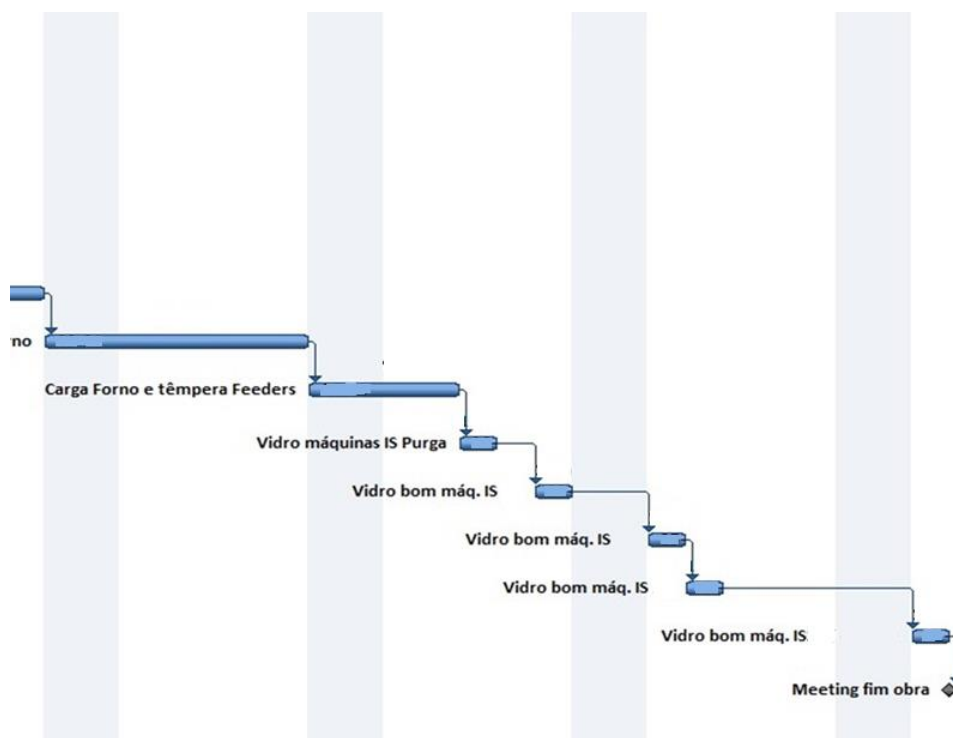 Carga Forno e têmpera Feeders
Vidro máquinas IS Purga
Vidro bom máq. IS
Vidro bom máq. IS
Vidro bom máq. IS
Vidro bom máq. IS
Meeting fim obra